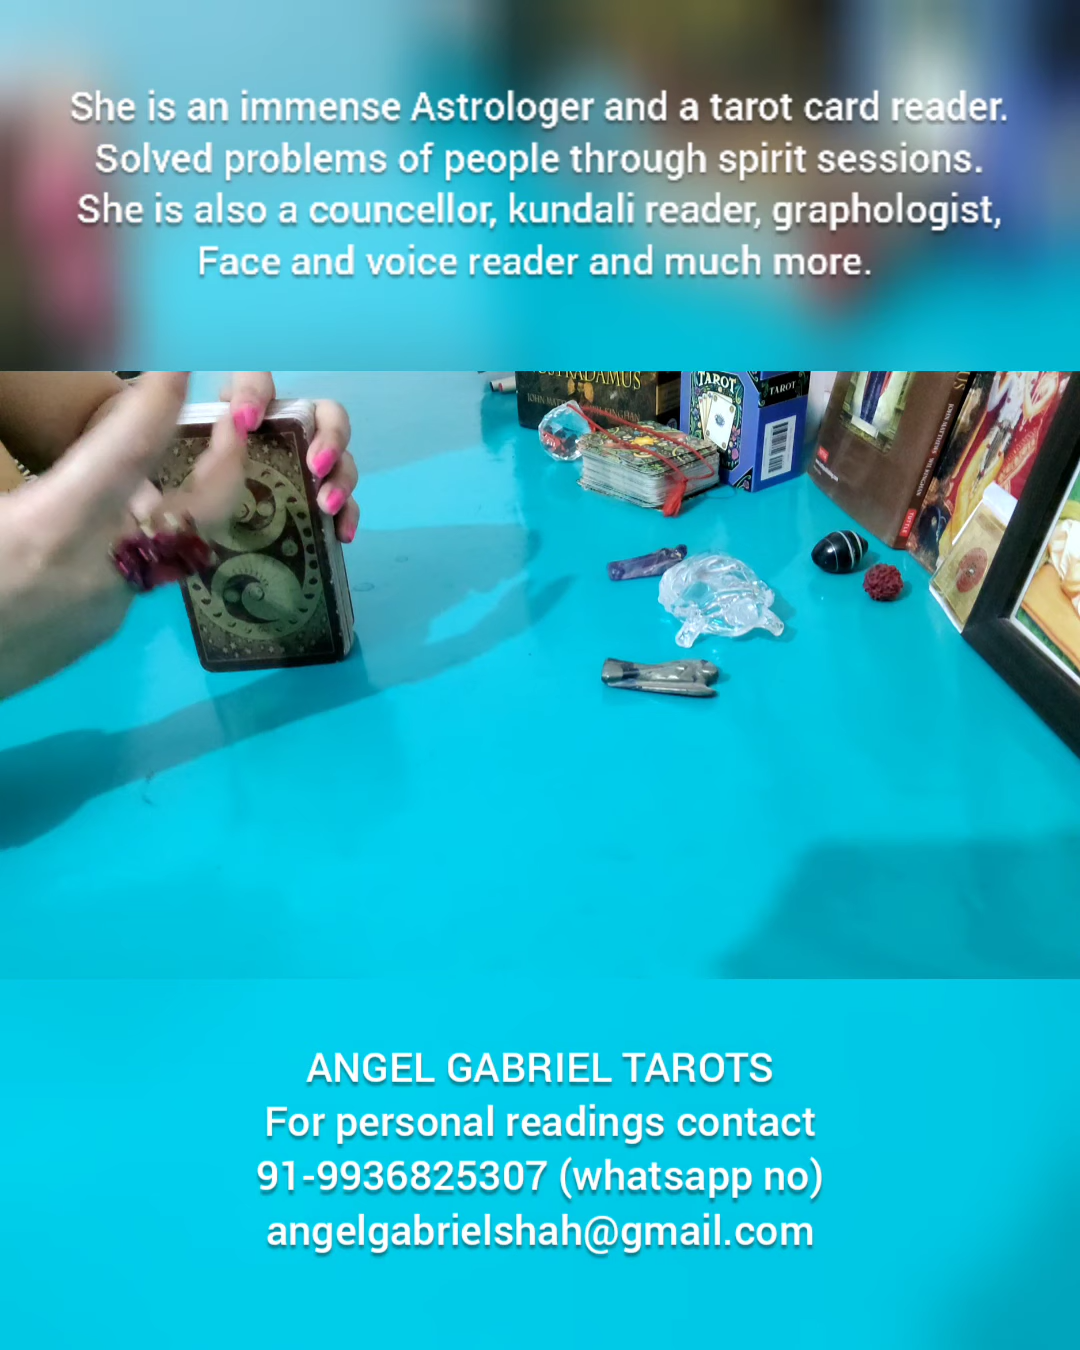 She is an immense Astrologer and a tarot card reader.
Solved problems of people through spirit sessions.
She is also a councellor, kundali reader, graphologist,
Face and voice reader and much more.
TAROT
TAROT
TUTTLE
ANGEL GABRIEL TAROTS
For personal readings contact
91-9936825307 (whatsapp no)
angelgabrielshah@gmail.com